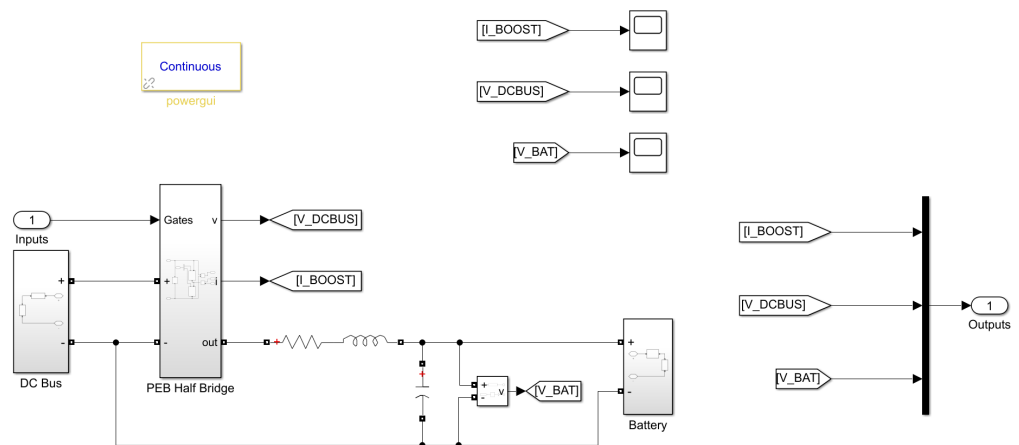 [I_BOOST]
Continuous
powergui
[V_DCBUS]
[V_BAT]
1
Gates
v
[V_DCBUS]
Inputs
[I_BOOST]
+
+
i
[I_BOOST]
[V_DCBUS]
1
Outputs
-
-
out
+
+
DC Bus
PEB Half Bridge
+
+
-
v
[V_BAT]
-
[V_BAT]
Battery